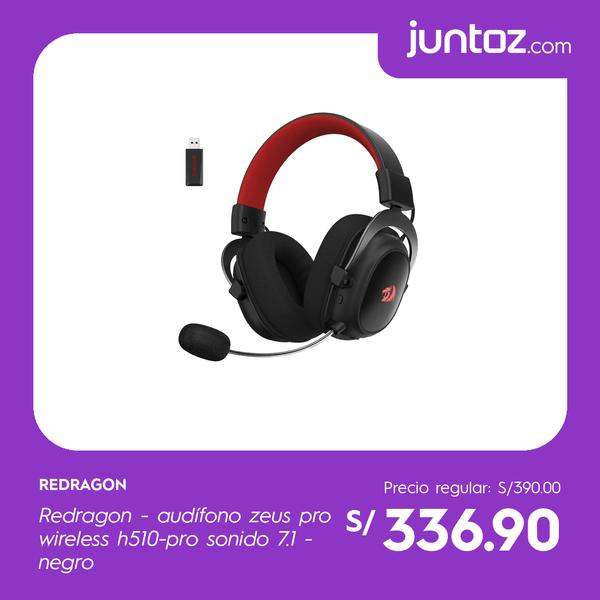 juntoz.com
REDRAGON
Redragon - audífono zeus pro
wireless h510-pro sonido 7.1 -
negro
Precio regular: S/390.00
S/ 336.90